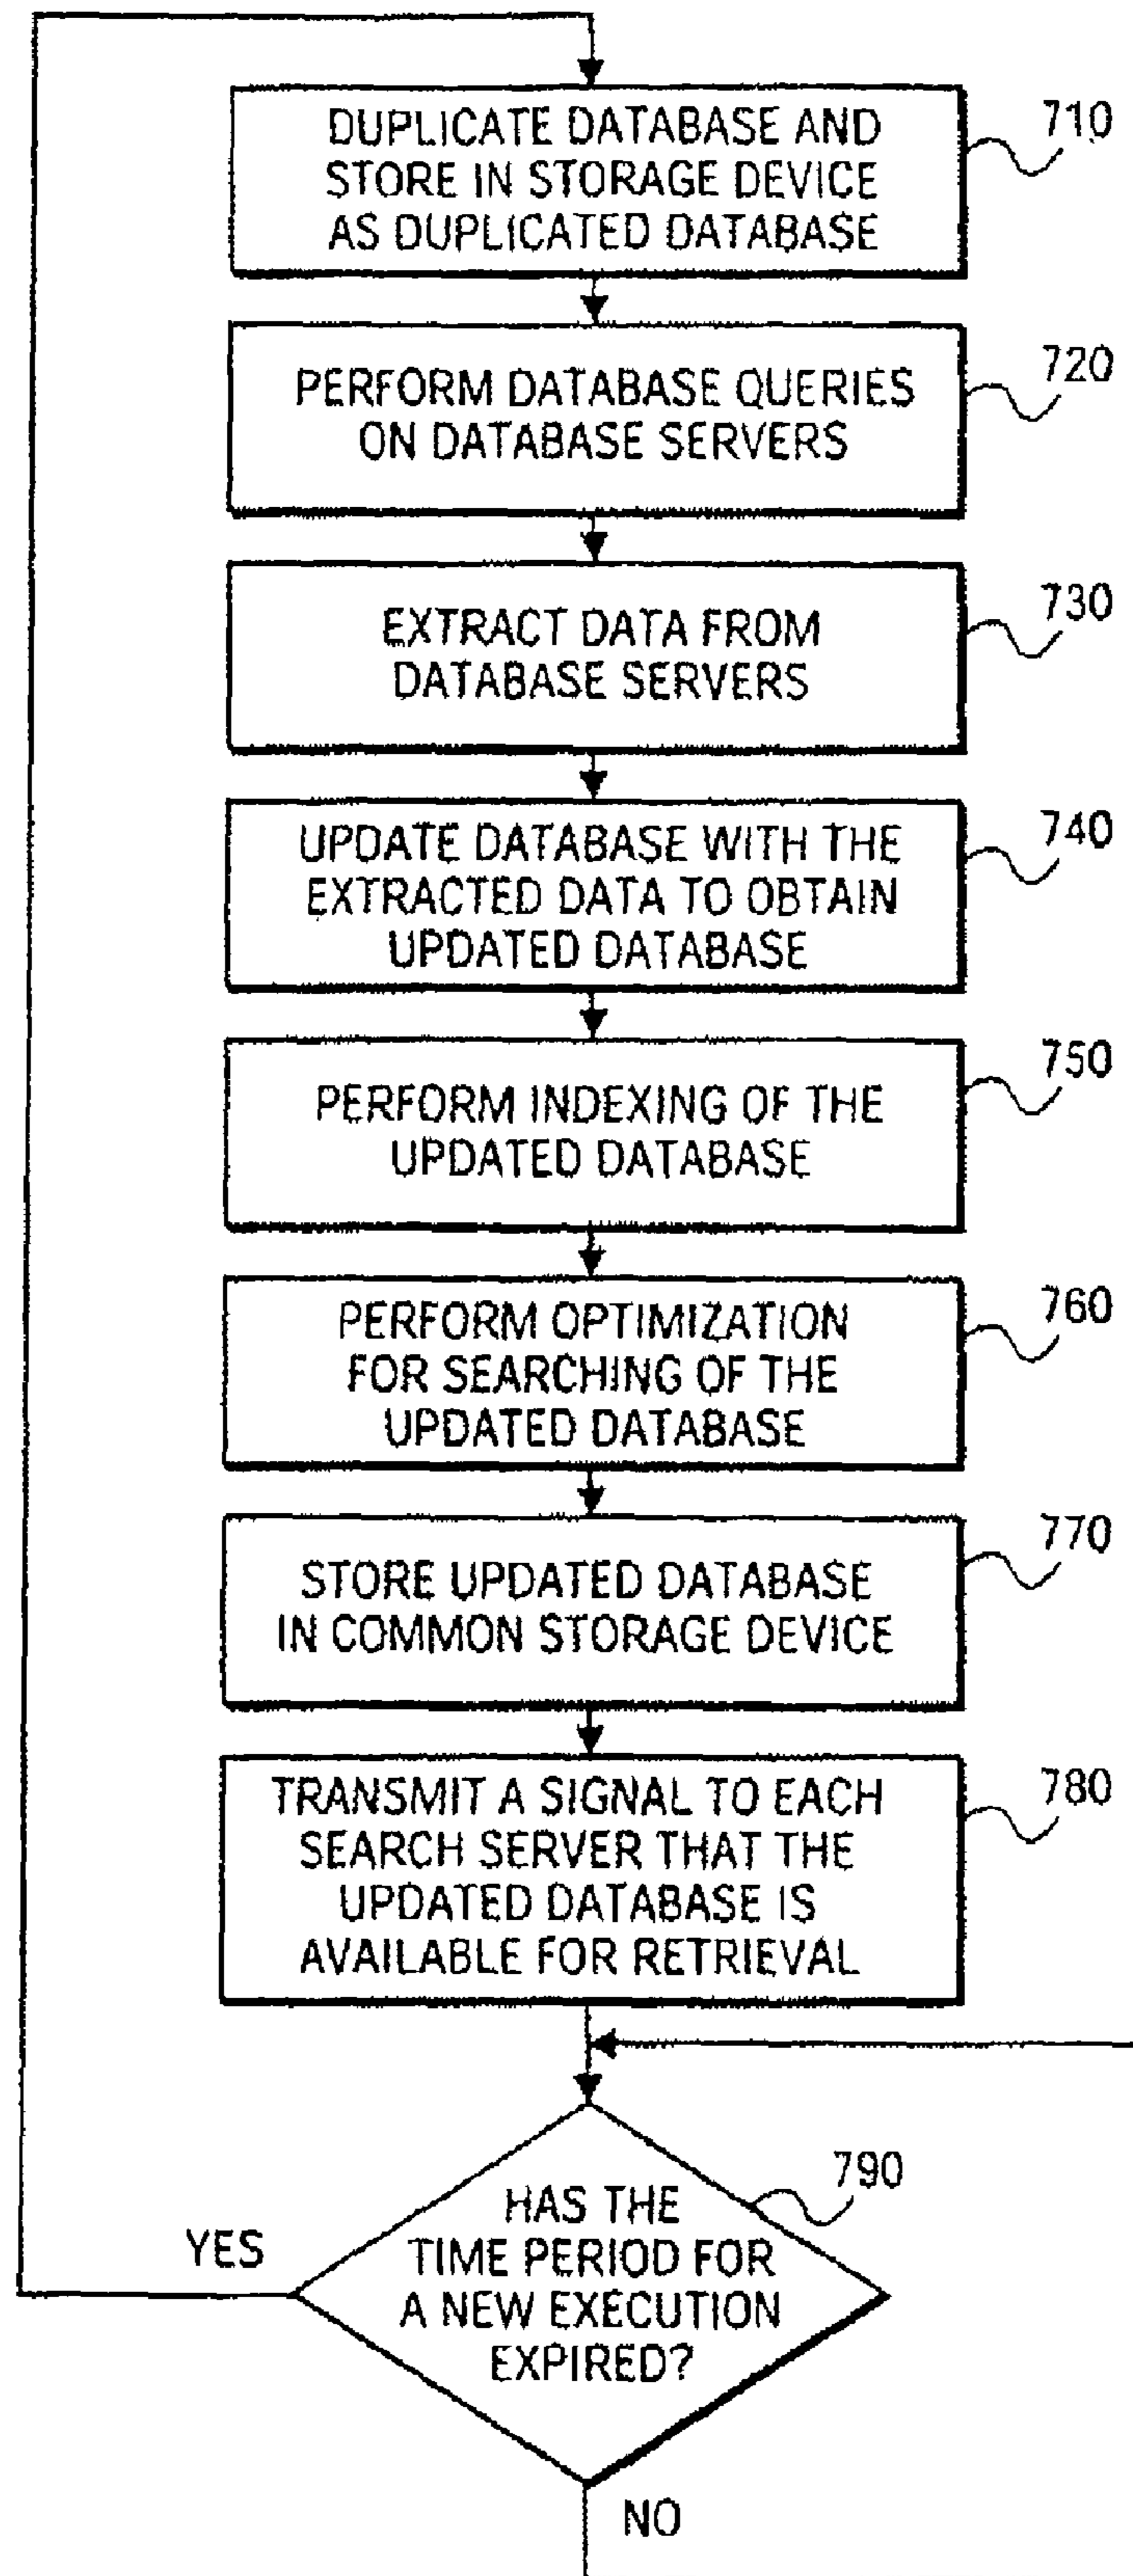 DUPLICATE DATABASE AND
STORE IN STORAGE DEVICE
AS DUPLICATED DATABASE
710
PERFORM DATABASE QUERIES
ON DATABASE SERVERS
720
EXTRACT DATA FROM
DATABASE SERVERS
730
UPDATE DATABASE WITH THE
EXTRACTED DATA TO OBTAIN
UPDATED DATABASE
740
PERFORM INDEXING OF THE
UPDATED DATABASE
750
PERFORM OPTIMIZATION
FOR SEARCHING OF THE
UPDATED DATABASE
760
STORE UPDATED DATABASE
IN COMMON STORAGE DEVICE
770
TRANSMIT A SIGNAL TO EACH
SEARCH SERVER THAT THE
UPDATED DATABASE IS
AVAILABLE FOR RETRIEVAL
780
HAS THE
TIME PERIOD FOR
A NEW EXECUTION
EXPIRED?
790
YES
NO